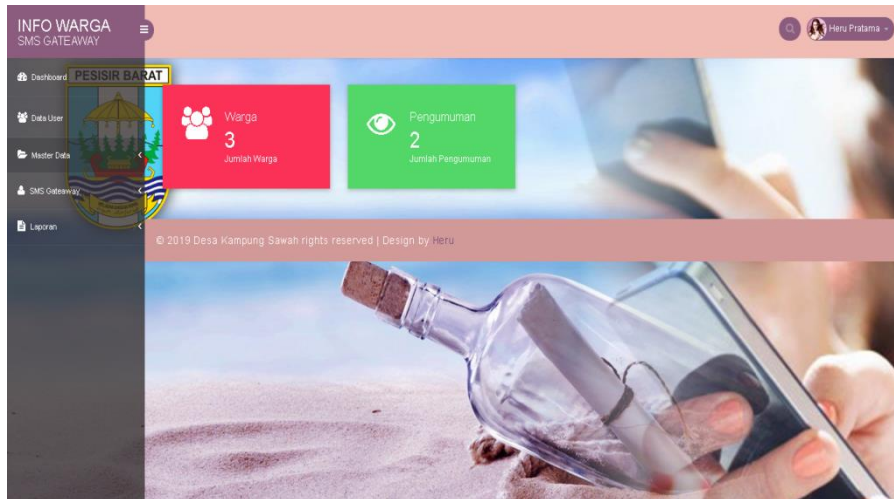 INFO WARGA
SMS GATEAWAY
Heru Pratama
Dashboard
PESISIR BARAT
Data User
Master Data
SMS Gateaway
Laporan
Warga
3
Jumlah Warga
Pengumuman
2
Jumlah Pengumuman
© 2019 Desa Kampung Sawah rights reserved | Design by Heru